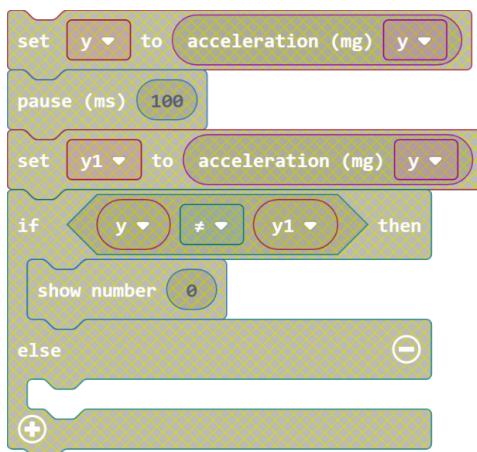 set y to acceleration (mg) y
pause (ms) 100
set y1 to acceleration (mg) y
if y ≠ y1 then
show number 0
else